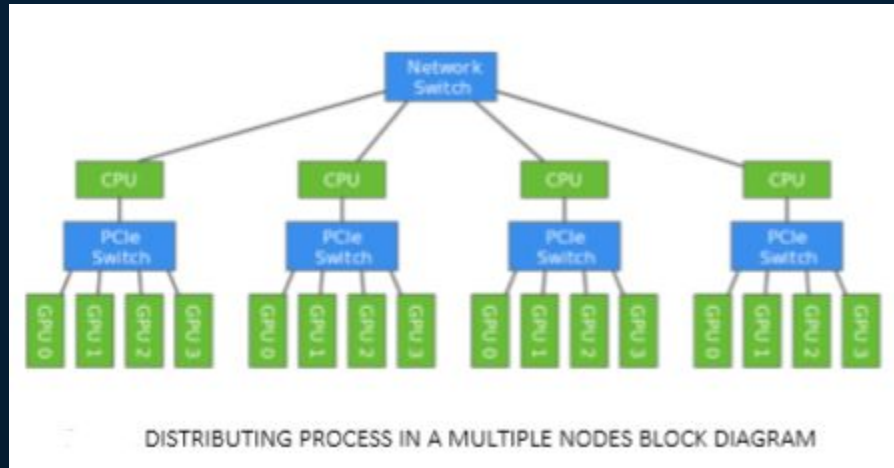 Network
Switch
CPU
CPU
CPU
CPU
PCIe
Switch
PCIe
Switch
PCIe
Switch
PCIe
Switch
GPU 0
GPU 1
GPU 2
GPU 3
GPU 0
GPU 1
GPU 2
GPU 3
GPU 0
GPU 1
GPU 2
GPU 3
GPU 0
GPU 1
GPU 2
GPU 3
DISTRIBUTING PROCESS IN A MULTIPLE NODES BLOCK DIAGRAM